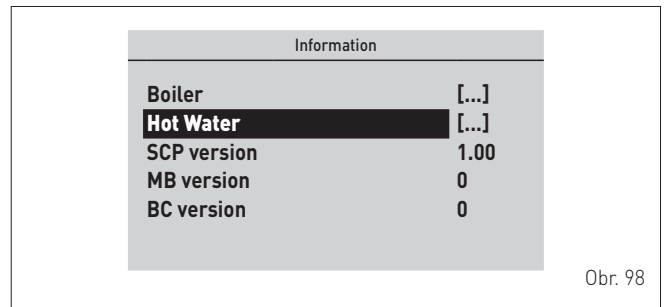 Information
Boiler [...]
Hot Water [...]
SCP version 1.00
MB version 0
BC version 0
Obr. 98